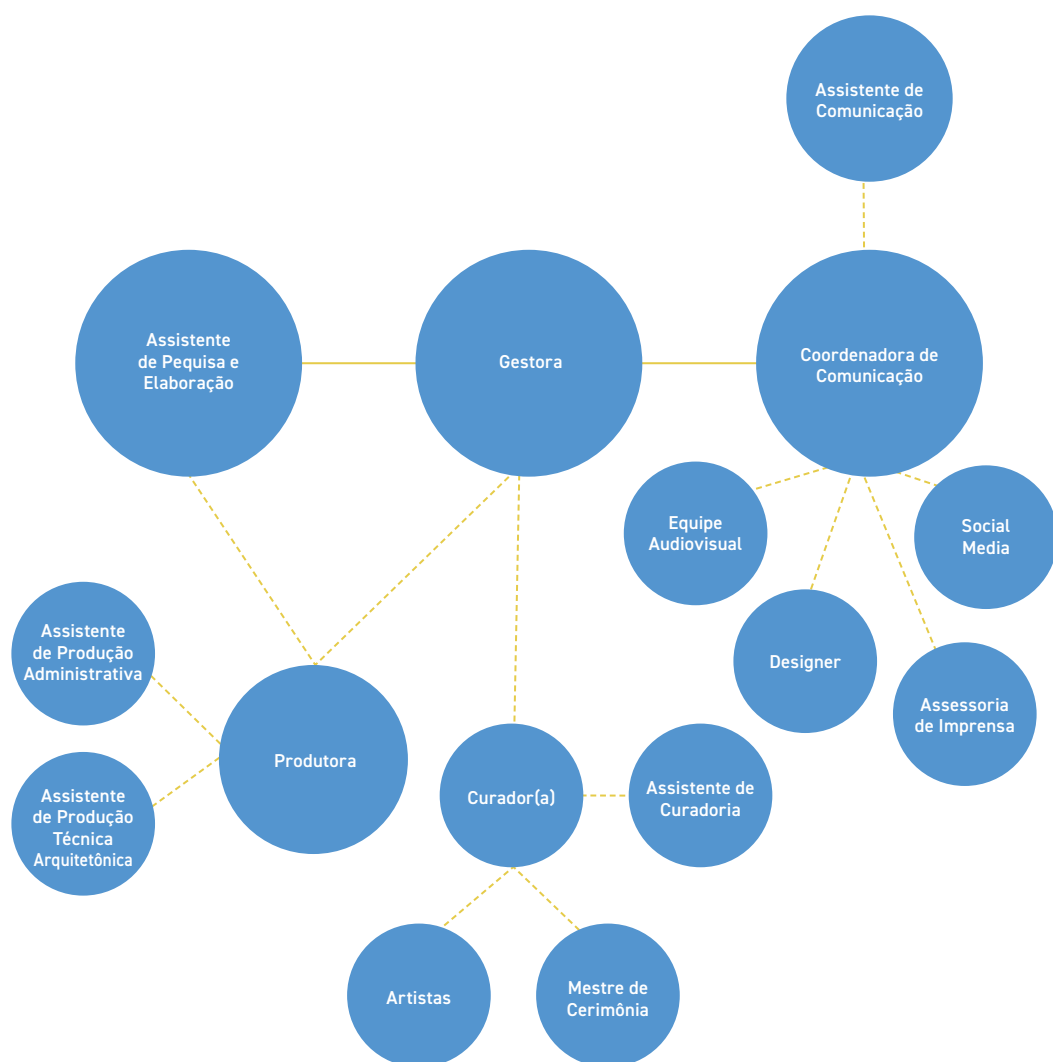 Assistente de
Comunicação
Assistente
de Pequisa e
Elaboração
Gestora
Coordenadora de
Comunicação
Equipe
Audiovisual
Social
Media
Assistente
de Produção
Administrativa
Designer
Assessoria
de Imprensa
Produtora
Curador(a)
Assistente de
Curadoria
Assistente
de Produção
Técnica
Arquitetônica
Artistas
Mestre de
Cerimônia